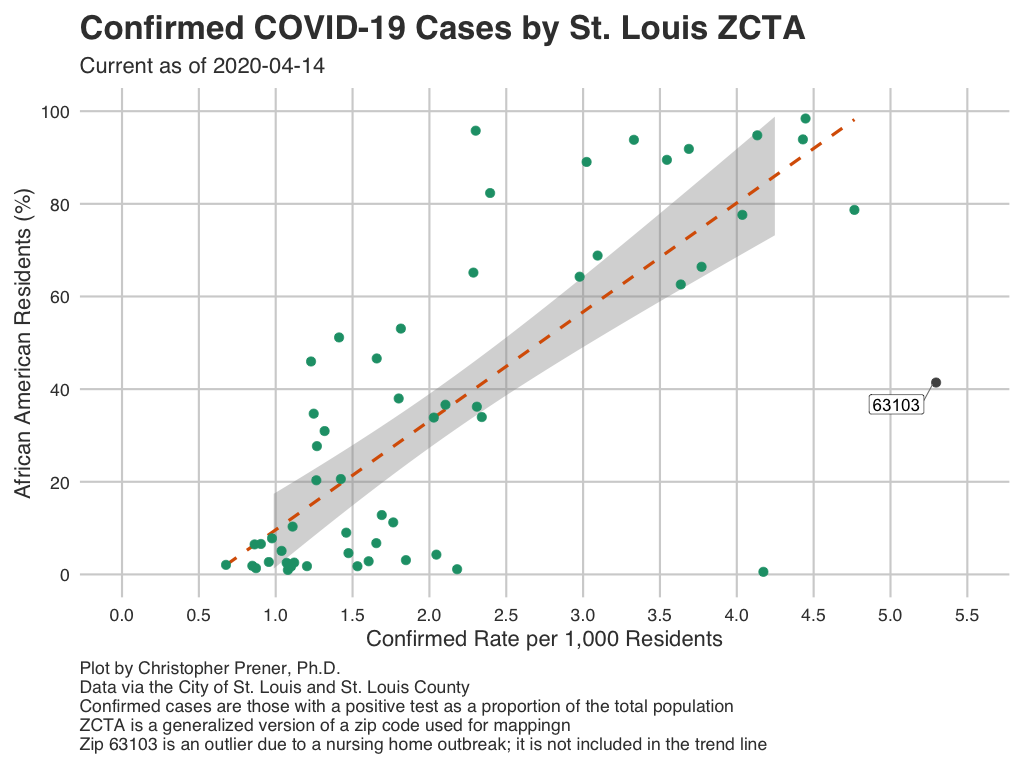 Confirmed COVID-19 Cases by St. Louis ZCTA
Current as of 2020-04-14
100
80
60
40
20
0
African American Residents (%)
63103
0.0 0.5 1.0 1.5 2.0 2.5 3.0 3.5 4.0 4.5 5.0 5.5
Confirmed Rate per 1,000 Residents
Plot by Christopher Prener, Ph.D.
Data via the City of St. Louis and St. Louis County
Confirmed cases are those with a positive test as a proportion of the total population
ZCTA is a generalized version of a zip code used for mappingn
Zip 63103 is an outlier due to a nursing home outbreak; it is not included in the trend line